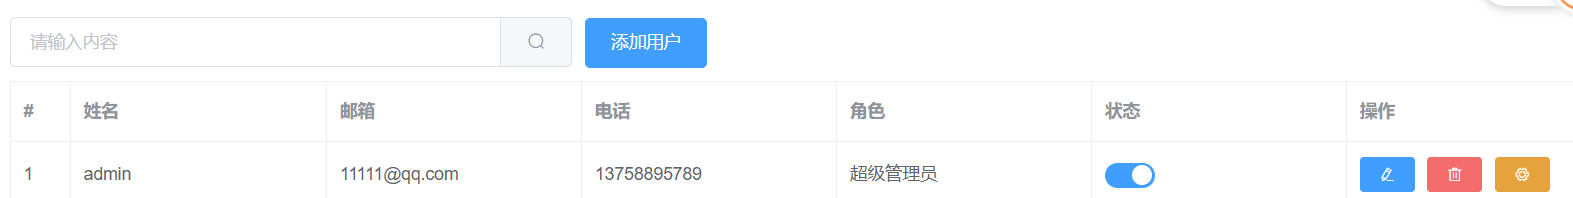 请输入内容 添加用户
# 姓名 邮箱 电话 角色 状态 操作
1 admin 11111@qq.com 13758895789 超级管理员